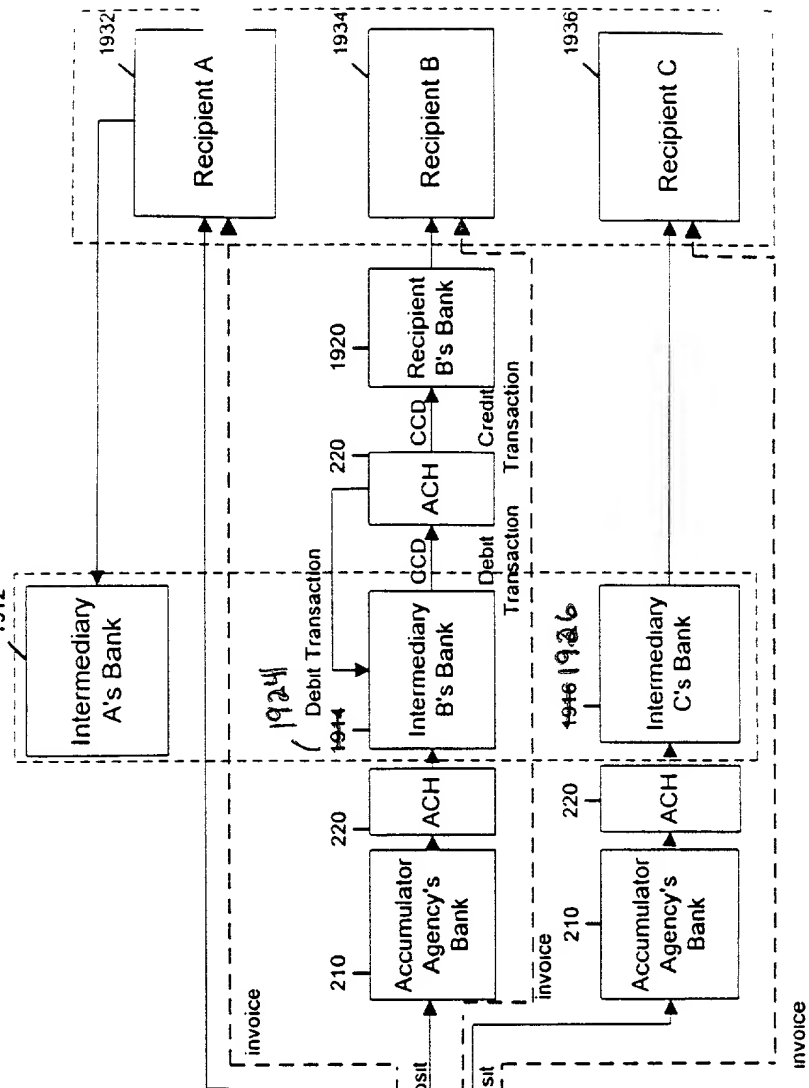 1912
Intermediary
A's Bank
1932
Recipient A
invoice
1924
Debit Transaction
210
220
1914
220
1920
1934
Accumulator
Agency's
Bank
ACH
Intermediary
B's Bank
CCD
Debit
Transaction
ACH
CCD
Credit
Transaction
Recipient
B's Bank
Recipient B
invoice
210
220
1916 1926
1936
Accumulator
Agency's
Bank
ACH
Intermediary
C's Bank
Recipient C
invoice